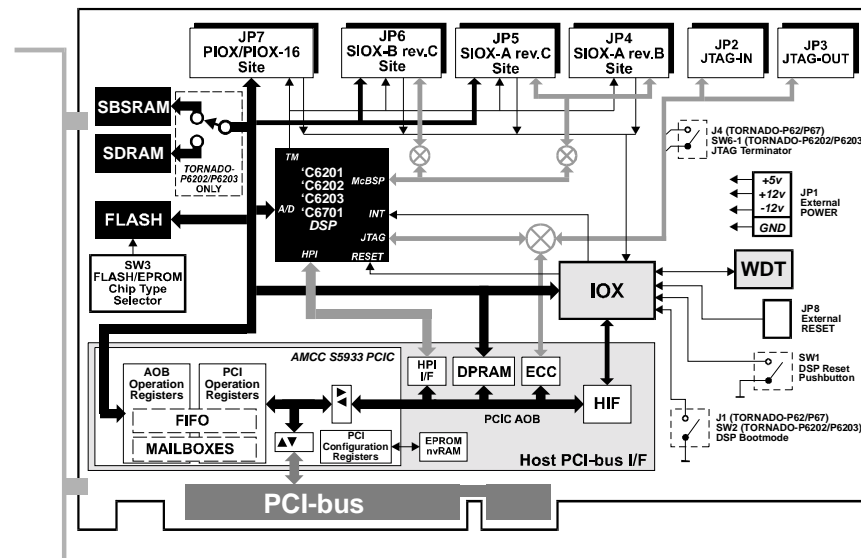 JP7
PIOX/PIOX-16
Site
JP6
SIOX-B rev.C
Site
JP5
SIOX-A rev.C
Site
JP4
SIOX-A rev.B
Site
JP2
JTAG-IN
JP3
JTAG-OUT
SBSRAM
SDRAM
TORNADO-
P6202/P6203
ONLY
FLASH
SW3
FLASH/EPROM
Chip Type
Selector
TM
'C6201
'C6202
'C6203
'C6701
DSP
McBSP
A/D
INT
JTAG
HPI
RESET
J4 (TORNADO-P62/P67)
SW6-1 (TORNADO-P6202/P6203)
JTAG Terminator
+5v
+12v
-12v
GND
JP1
External
POWER
IOX
WDT
JP8
External
RESET
SW1
DSP Reset
Pushbutton
J1 (TORNADO-P62/P67)
SW2 (TORNADO-P6202/P6203)
DSP Bootmode
AMCC S5933 PCIC
AOB
Operation
Registers
PCI
Operation
Registers
FIFO
MAILBOXES
HPI
I/F
DPRAM
ECC
HIF
PCIC AOB
PCI
Configuration
Registers
EPROM
nvRAM
Host PCI-bus I/F
PCI-bus